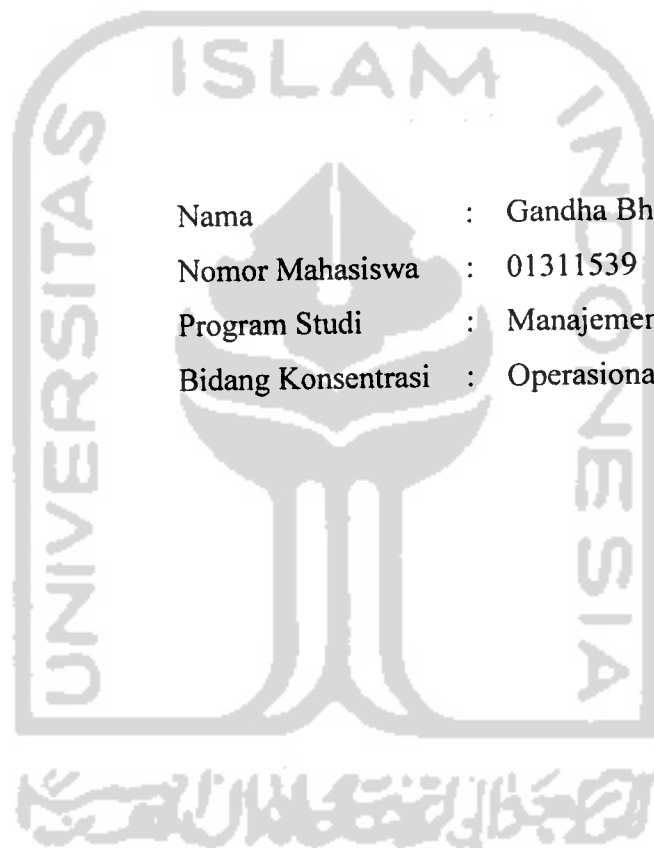 ISLAM
UNIVERSITAS
INDONESIA
Nama : Gandha Bh
Nomor Mahasiswa : 01311539
Program Studi : Manajemen
Bidang Konsentrasi : Operasiona